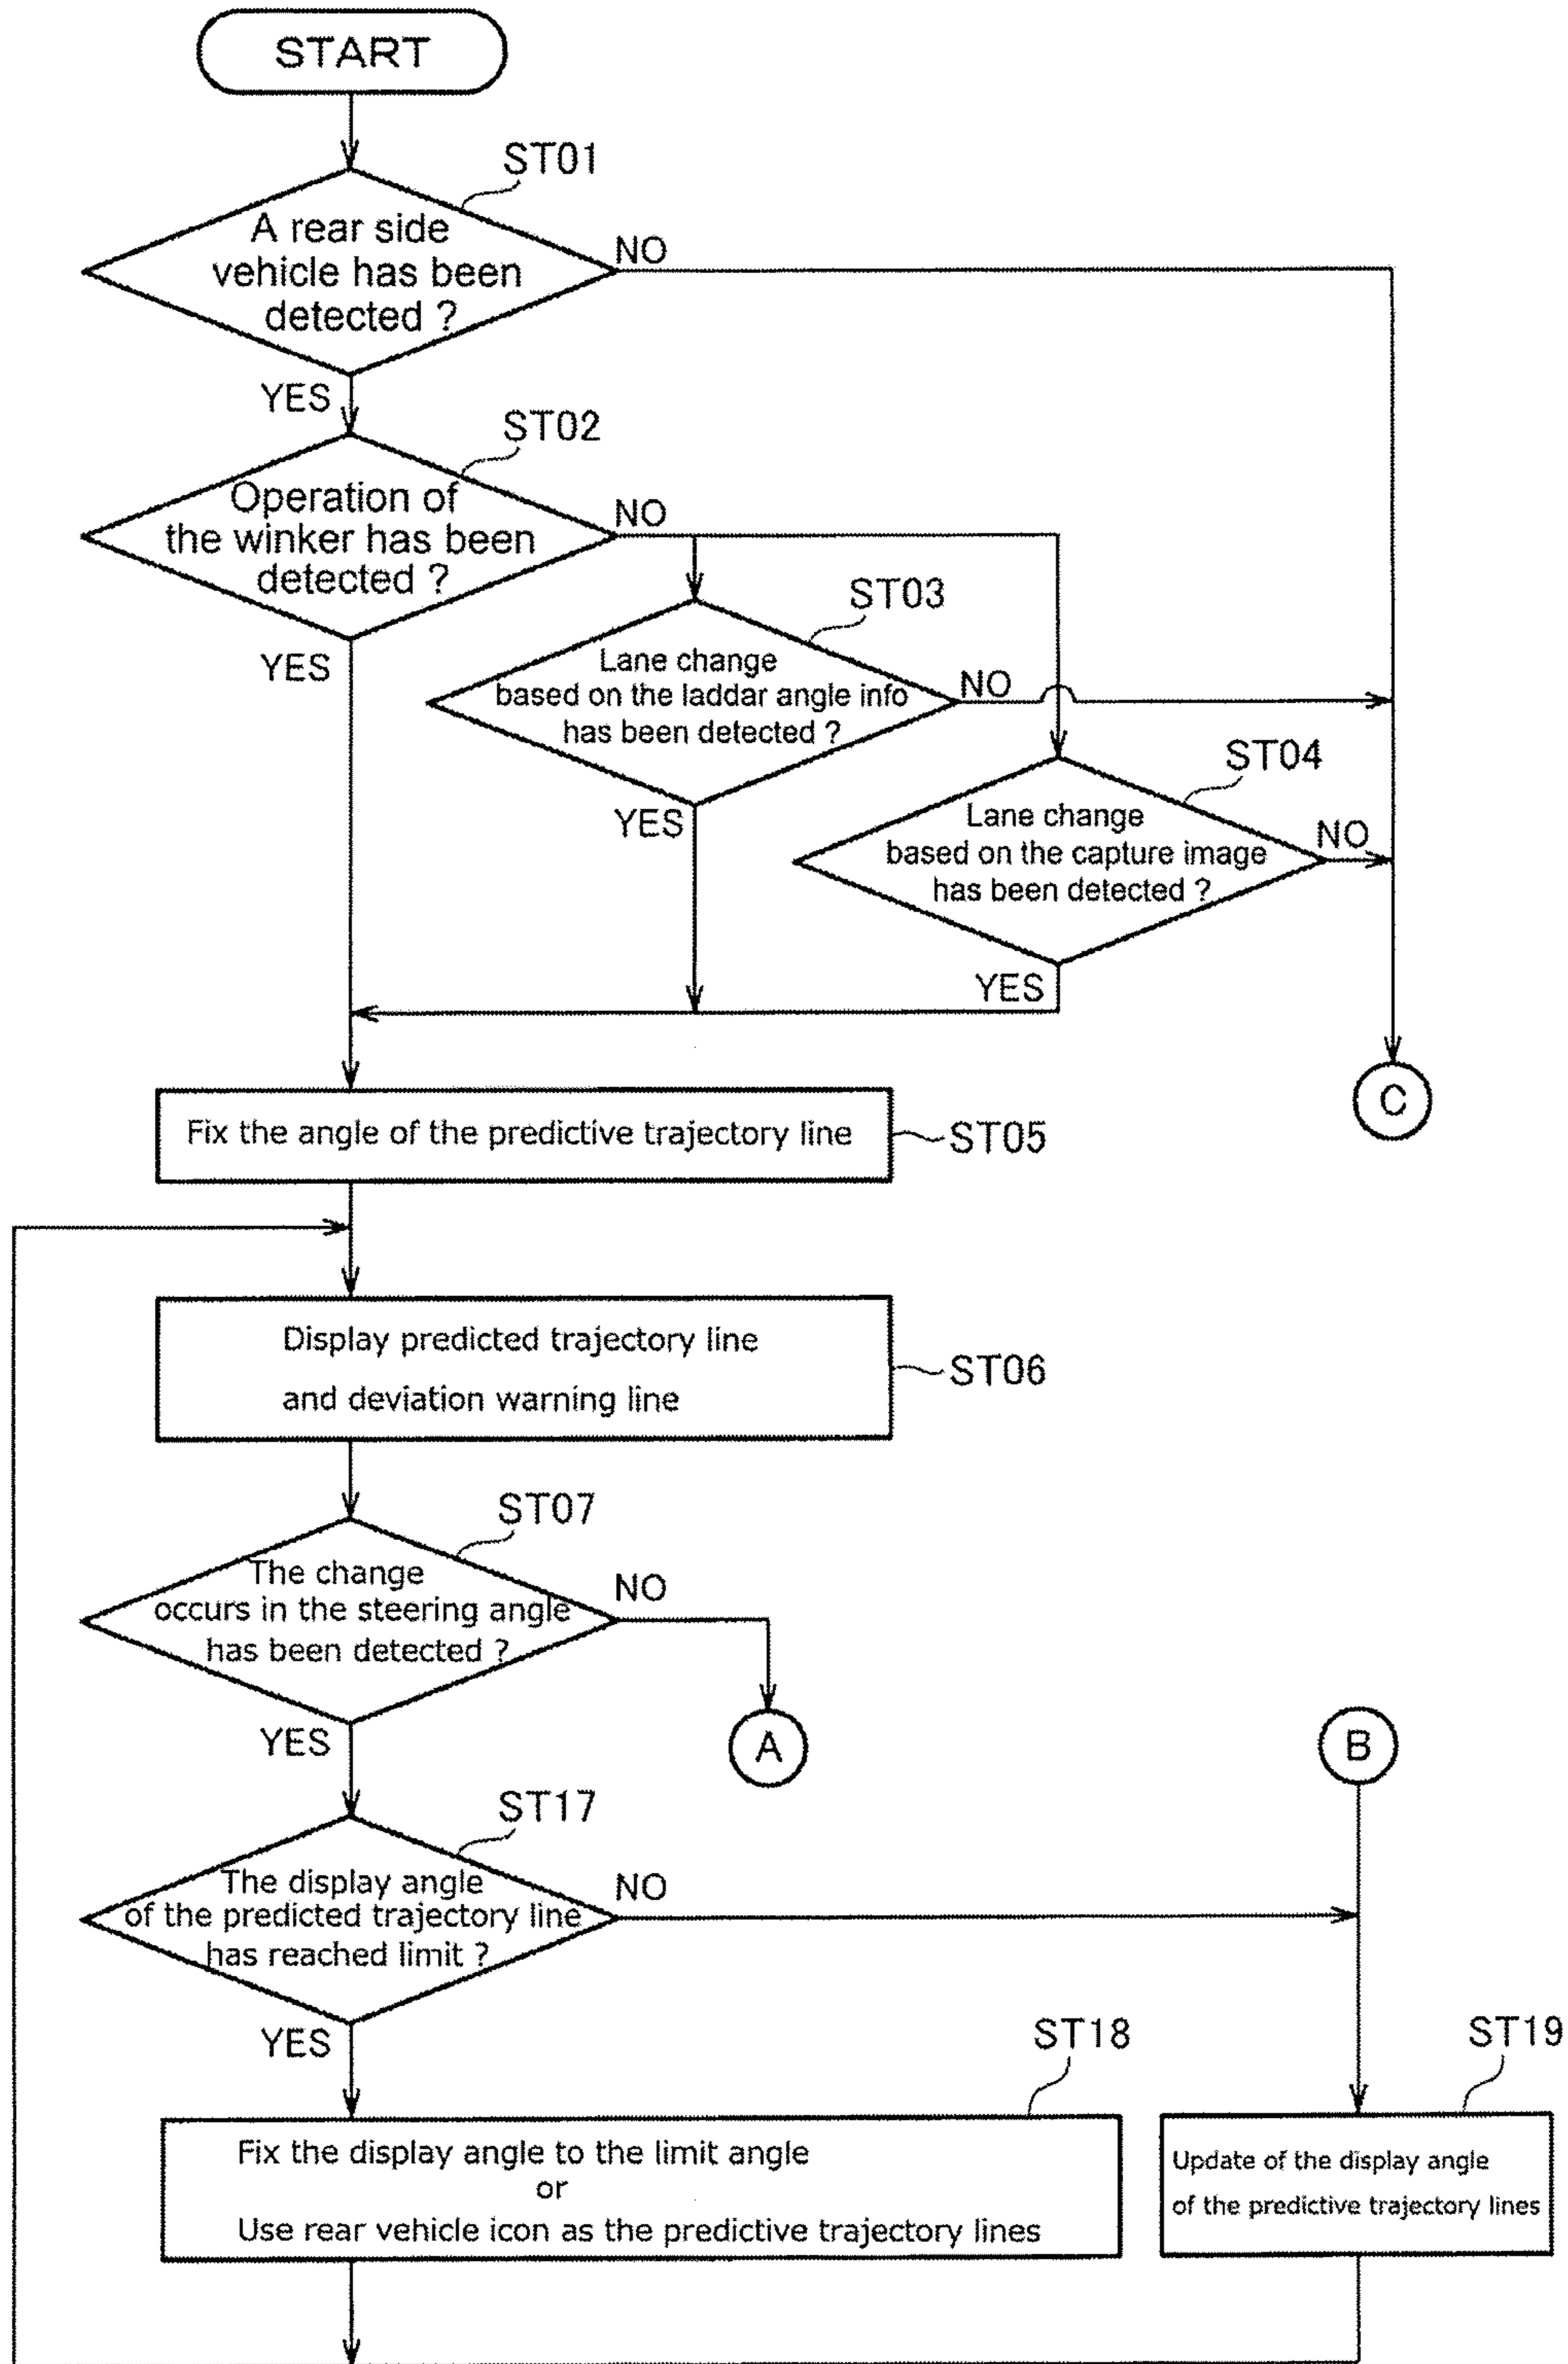 START
ST01
A rear side
vehicle has been
detected ?
NO
YES
ST02
Operation of
the winker has been
detected ?
NO
YES
ST03
Lane change
based on the laddar angle info
has been detected ?
NO
YES
ST04
Lane change
based on the capture image
has been detected ?
NO
YES
C
Fix the angle of the predictive trajectory line
ST05
Display predicted trajectory line
and deviation warning line
ST06
ST07
The change
occurs in the steering angle
has been detected ?
NO
YES
A
B
ST17
The display angle
of the predicted trajectory line
has reached limit ?
NO
YES
ST18
Fix the display angle to the limit angle
or
Use rear vehicle icon as the predictive trajectory lines
ST19
Update of the display angle
of the predictive trajectory lines